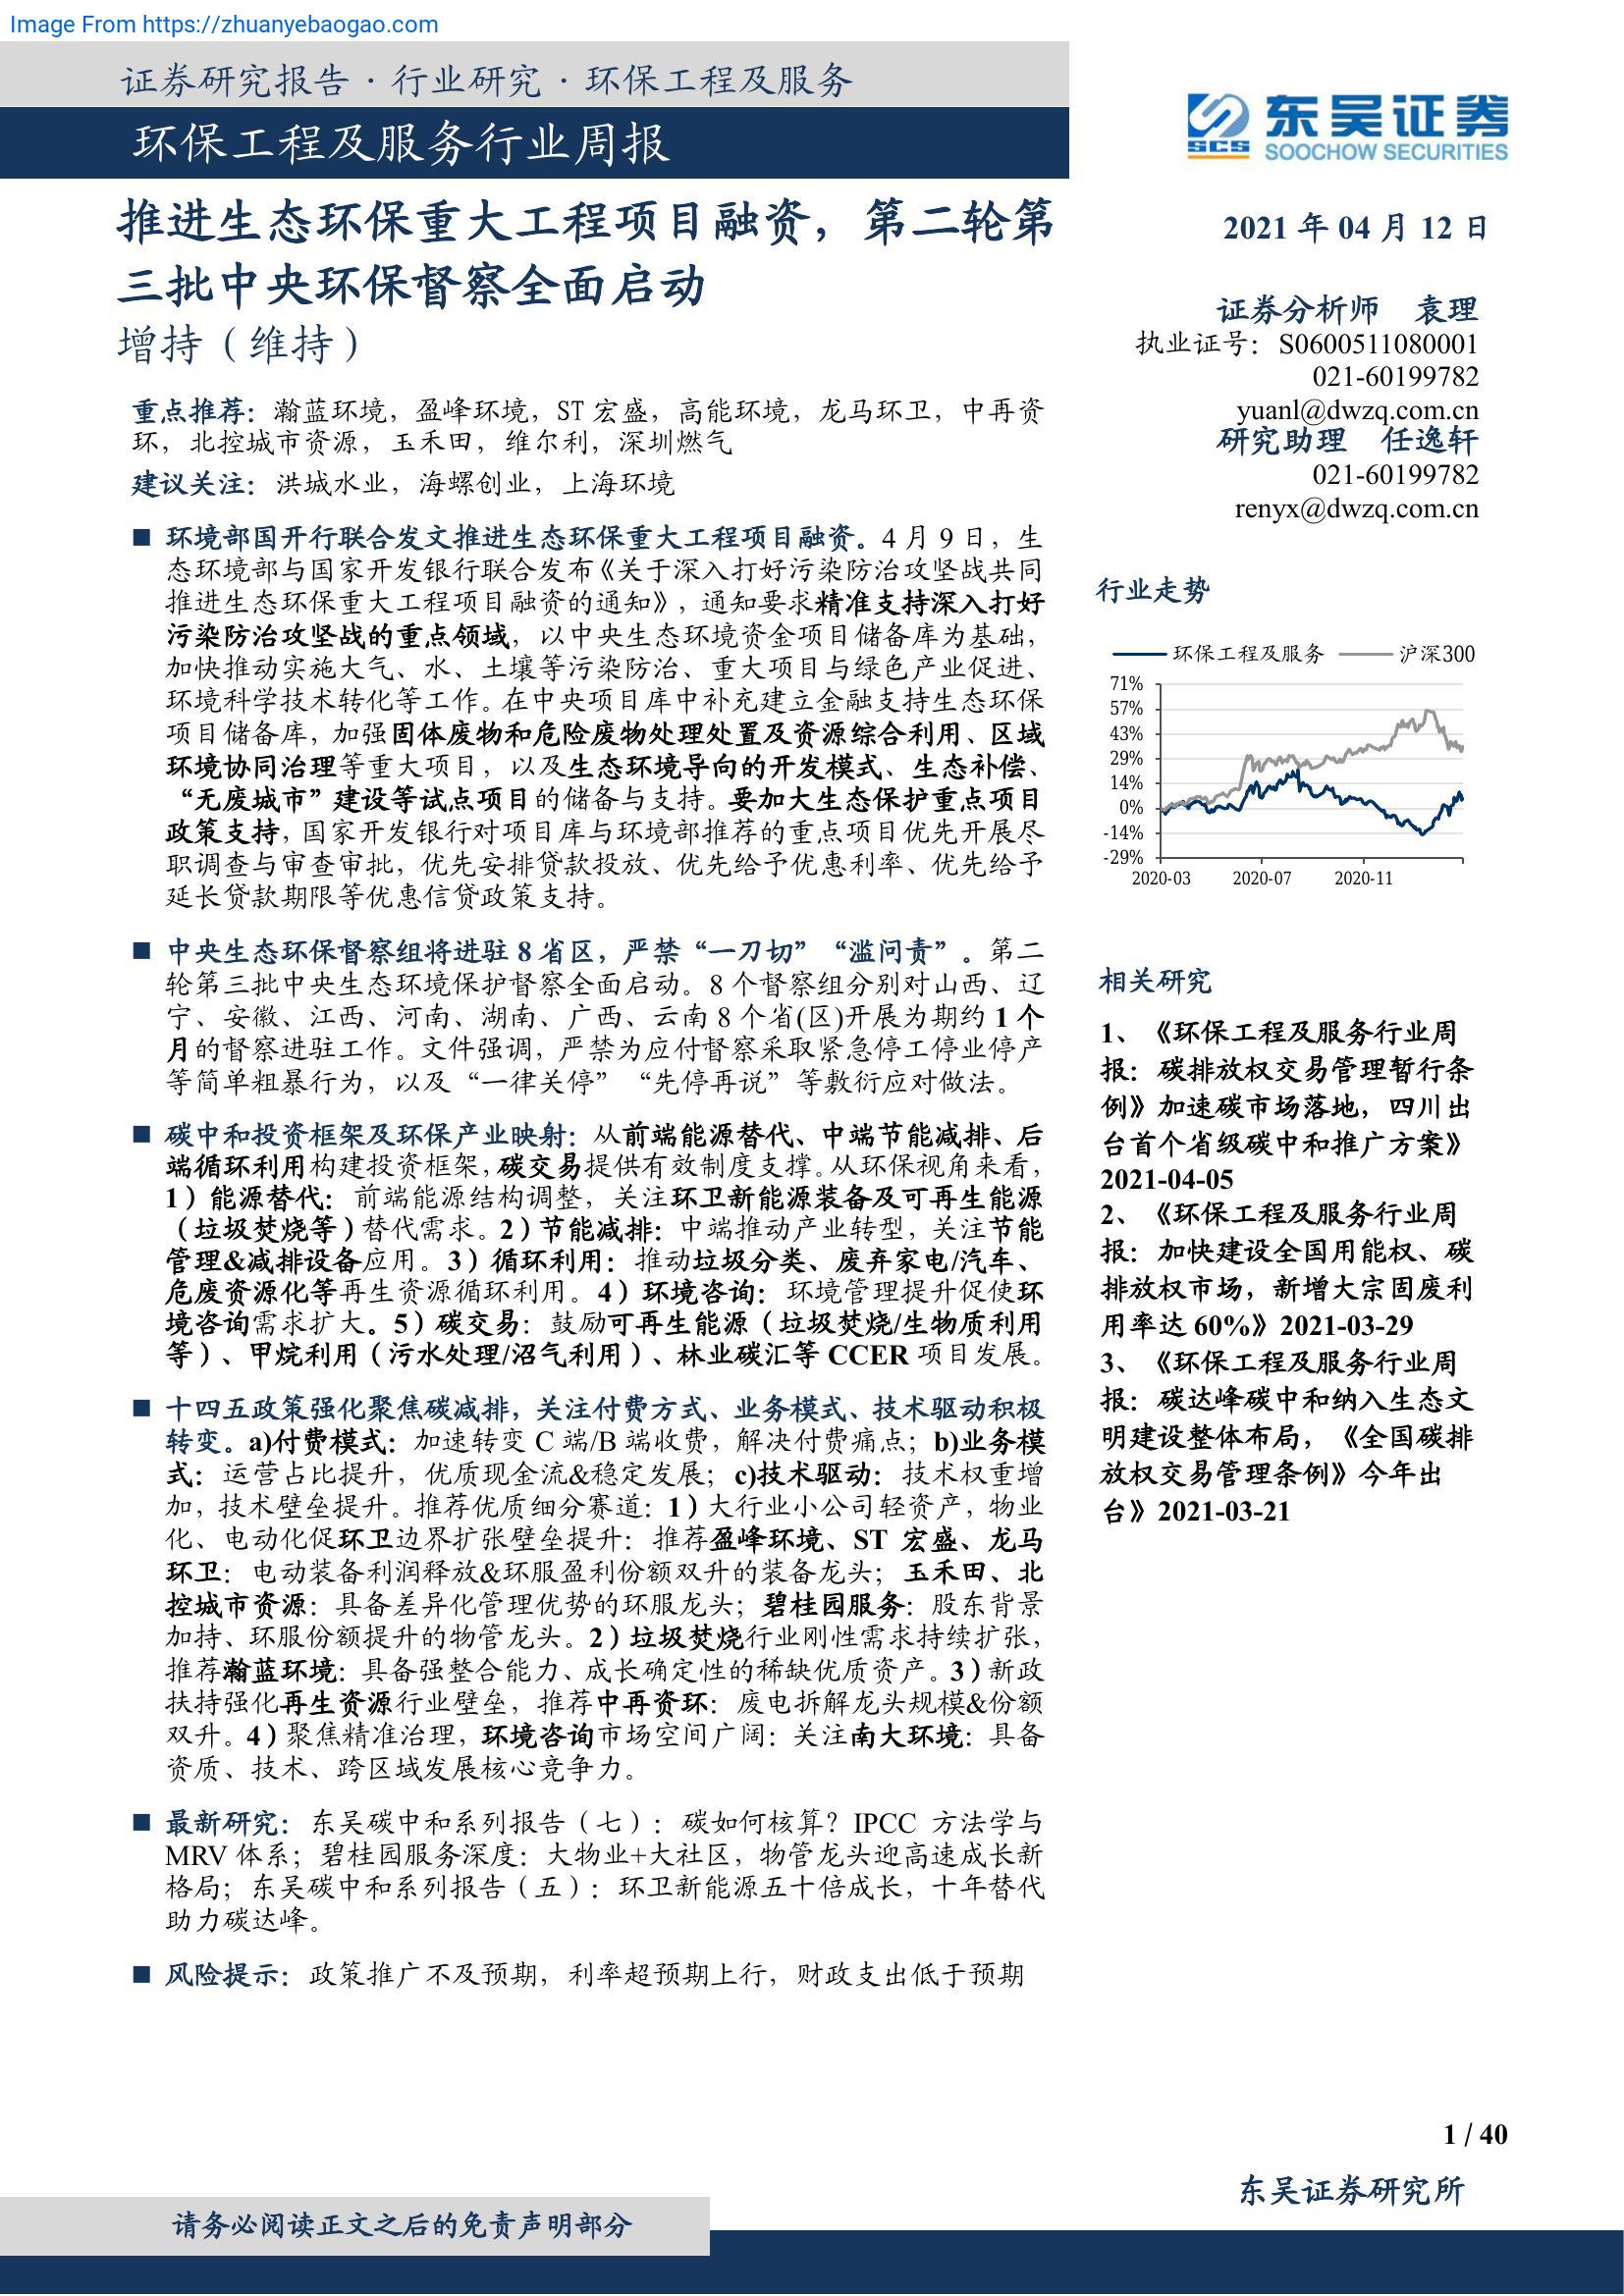 Image From https://zhuanyebaogao.com
证券研究报告·行业研究·环保工程及服务
环保工程及服务行业周报
东吴证券
SCS
SOOCHOW SECURITIES
推进生态环保重大工程项目融资，第二轮第
三批中央环保督察全面启动
增持（维持）
2021 年 04 月 12 日
证券分析师 袁理
执业证号：S0600511080001
021-60199782
yuanl@dwzq.com.cn
研究助理 任逸轩
021-60199782
renyx@dwzq.com.cn
重点推荐：瀚蓝环境，盈峰环境，ST 宏盛，高能环境，龙马环卫，中再资
环，北控城市资源，玉禾田，维尔利，深圳燃气
建议关注：洪城水业，海螺创业，上海环境
■ 环境部国开行联合发文推进生态环保重大工程项目融资。4 月 9 日，生
态环境部与国家开发银行联合发布《关于深入打好污染防治攻坚战共同
推进生态环保重大工程项目融资的通知》，通知要求精准支持深入打好
污染防治攻坚战的重点领域，以中央生态环境资金项目储备库为基础，
加快推动实施大气、水、土壤等污染防治、重大项目与绿色产业促进、
环境科学技术转化等工作。在中央项目库中补充建立金融支持生态环保
项目储备库，加强固体废物和危险废物处理处置及资源综合利用、区域
环境协同治理等重大项目，以及生态环境导向的开发模式、生态补偿、
“无废城市”建设等试点项目的储备与支持。要加大生态保护重点项目
政策支持，国家开发银行对项目库与环境部推荐的重点项目优先开展尽
职调查与审查审批，优先安排贷款投放、优先给予优惠利率、优先给予
延长贷款期限等优惠信贷政策支持。
■ 中央生态环保督察组将进驻 8 省区，严禁“一刀切”“滥问责”。第二
轮第三批中央生态环境保护督察全面启动。8 个督察组分别对山西、辽
宁、安徽、江西、河南、湖南、广西、云南 8 个省(区)开展为期约 1 个
月的督察进驻工作。文件强调，严禁为应付督察采取紧急停工停业停产
等简单粗暴行为，以及“一律关停”“先停再说”等敷衍应对做法。
■ 碳中和投资框架及环保产业映射：从前端能源替代、中端节能减排、后
端循环利用构建投资框架，碳交易提供有效制度支撑。从环保视角来看，
1）能源替代：前端能源结构调整，关注环卫新能源装备及可再生能源
（垃圾焚烧等）替代需求。2）节能减排：中端推动产业转型，关注节能
管理&减排设备应用。3）循环利用：推动垃圾分类、废弃家电/汽车、
危废资源化等再生资源循环利用。4）环境咨询：环境管理提升促使环
境咨询需求扩大。5）碳交易：鼓励可再生能源（垃圾焚烧/生物质利用
等）、甲烷利用（污水处理/沼气利用）、林业碳汇等 CCER 项目发展。
■ 十四五政策强化聚焦碳减排，关注付费方式、业务模式、技术驱动积极
转变。a)付费模式：加速转变 C 端/B 端收费，解决付费痛点；b)业务模
式：运营占比提升，优质现金流&稳定发展；c)技术驱动：技术权重增
加，技术壁垒提升。推荐优质细分赛道：1）大行业小公司轻资产，物业
化、电动化促环卫边界扩张壁垒提升：推荐盈峰环境、ST 宏盛、龙马
环卫：电动装备利润释放&环服盈利份额双升的装备龙头；玉禾田、北
控城市资源：具备差异化管理优势的环服龙头；碧桂园服务：股东背景
加持、环服份额提升的物管龙头。2）垃圾焚烧行业刚性需求持续扩张，
推荐瀚蓝环境：具备强整合能力、成长确定性的稀缺优质资产。3）新政
扶持强化再生资源行业壁垒，推荐中再资环：废电拆解龙头规模&份额
双升。4）聚焦精准治理，环境咨询市场空间广阔：关注南大环境：具备
资质、技术、跨区域发展核心竞争力。
■ 最新研究：东吴碳中和系列报告（七）：碳如何核算？IPCC 方法学与
MRV 体系；碧桂园服务深度：大物业+大社区，物管龙头迎高速成长新
格局；东吴碳中和系列报告（五）：环卫新能源五十倍成长，十年替代
助力碳达峰。
■ 风险提示：政策推广不及预期，利率超预期上行，财政支出低于预期
行业走势
环保工程及服务 沪深300
71%
57%
43%
29%
14%
0%
-14%
-29%
2020-03 2020-07 2020-11
相关研究
1、《环保工程及服务行业周
报：碳排放权交易管理暂行条
例》加速碳市场落地，四川出
台首个省级碳中和推广方案》
2021-04-05
2、《环保工程及服务行业周
报：加快建设全国用能权、碳
排放权市场，新增大宗固废利
用率达 60%》2021-03-29
3、《环保工程及服务行业周
报：碳达峰碳中和纳入生态文
明建设整体布局，《全国碳排
放权交易管理条例》今年出
台》2021-03-21
1 / 40
东吴证券研究所
请务必阅读正文之后的免责声明部分